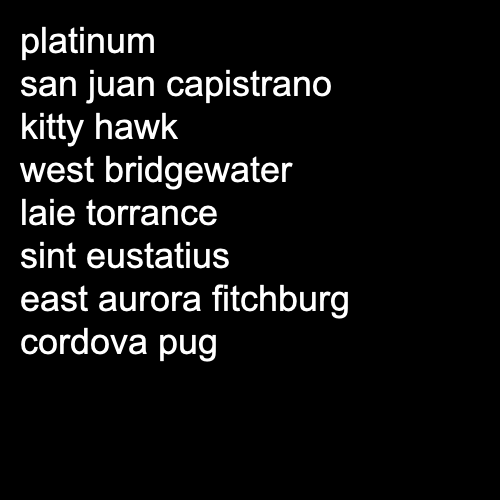 platinum
san juan capistrano
kitty hawk
west bridgewater
laie torrance
sint eustatius
east aurora fitchburg
cordova pug